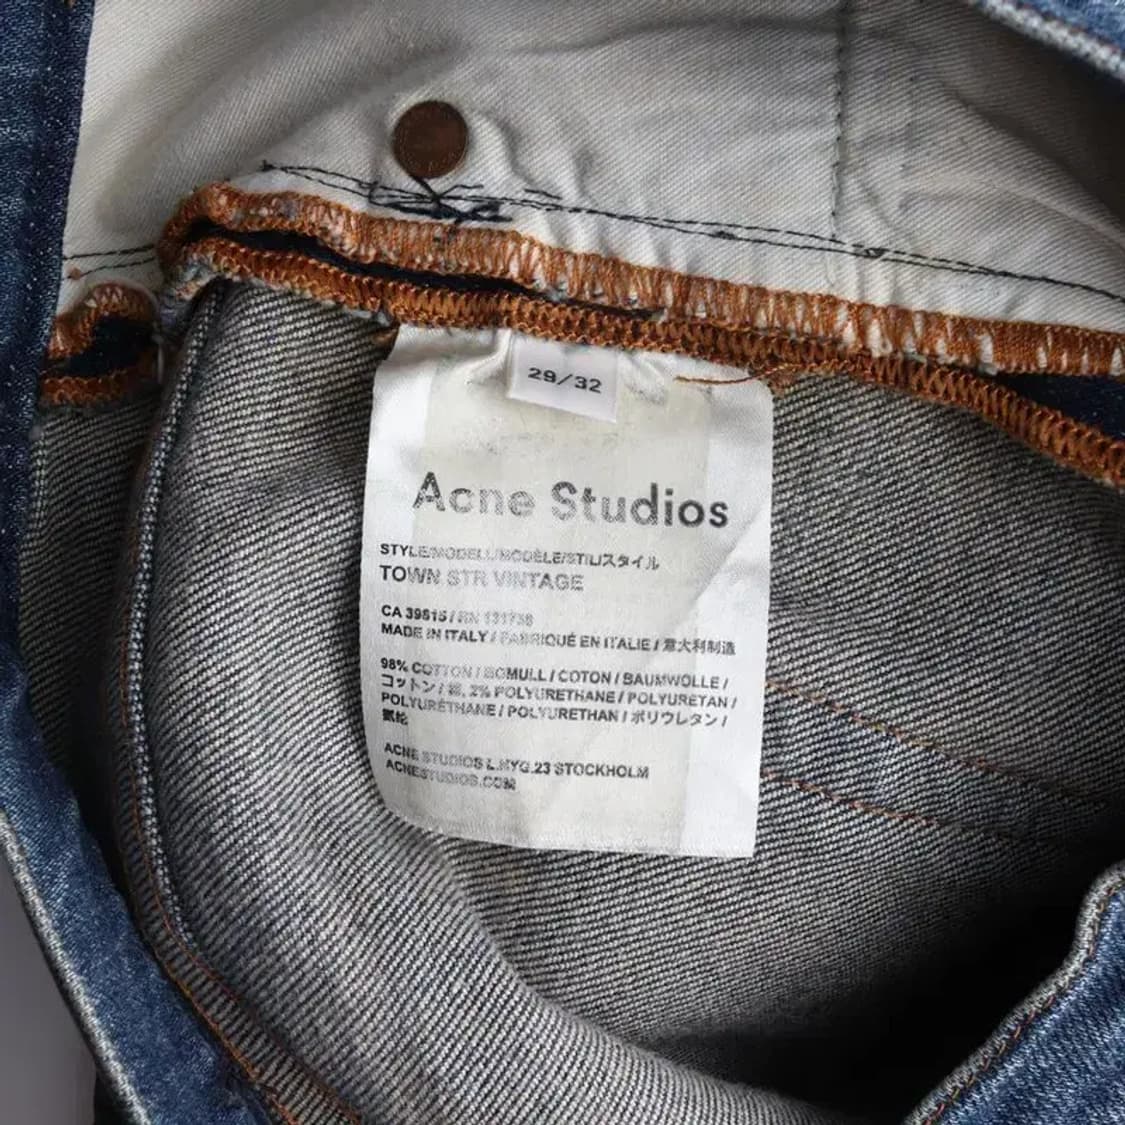 29/32
Acne Studios
STYLE/MODELL/MODÈLE/STILI/スタイル
TOWN STR VINTAGE
CA 39815 / RN 131738
MADE IN ITALY / FABRIQUÉ EN ITALIE / 意大利制造
98% COTTON / BOMULL / COTON / BAUMWOLLE /
コットン / 棉, 2% POLYURETHANE / POLYURETAN /
POLYURÉTHANE / POLYURETHAN / ポリウレタン /
氨纶
ACNE STUDIOS L.NYG.23 STOCKHOLM
ACNESTUDIOS.COM